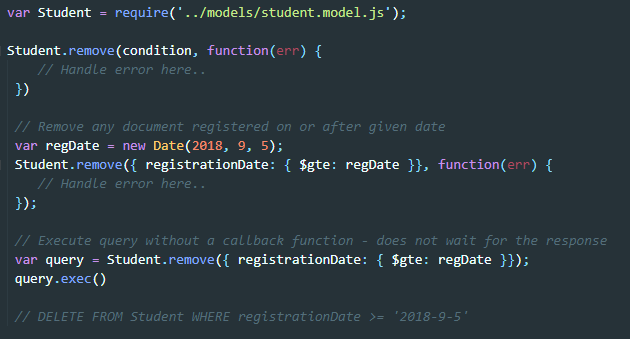 var Student = require('../models/student.model.js');
Student.remove(condition, function(err) {
// Handle error here..
})
// Remove any document registered on or after given date
var regDate = new Date(2018, 9, 5);
Student.remove({ registrationDate: { $gte: regDate }}, function(err) {
// Handle error here..
});
// Execute query without a callback function - does not wait for the response
var query = Student.remove({ registrationDate: { $gte: regDate }});
query.exec()
// DELETE FROM Student WHERE registrationDate >= '2018-9-5'